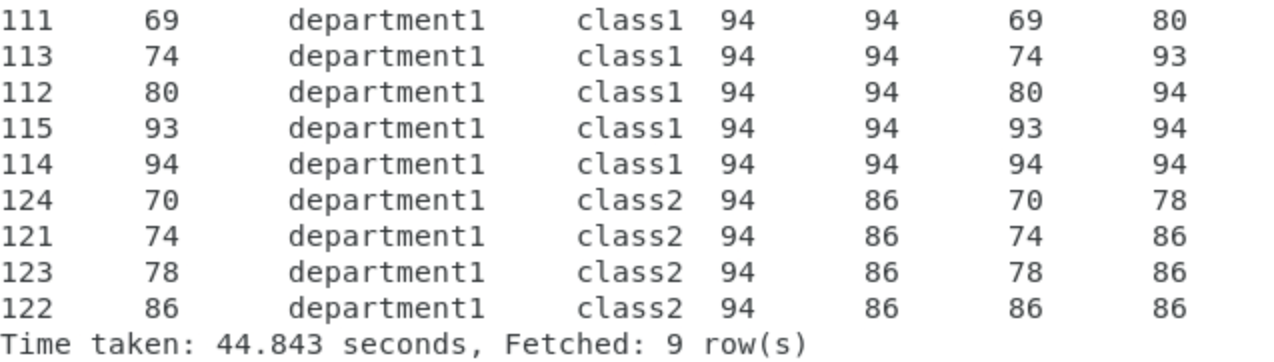 111 69 department1 class1 94 94 69 80
113 74 department1 class1 94 94 74 93
112 80 department1 class1 94 94 80 94
115 93 department1 class1 94 94 93 94
114 94 department1 class1 94 94 94 94
124 70 department1 class2 94 86 70 78
121 74 department1 class2 94 86 74 86
123 78 department1 class2 94 86 78 86
122 86 department1 class2 94 86 86 86
Time taken: 44.843 seconds, Fetched: 9 row(s)